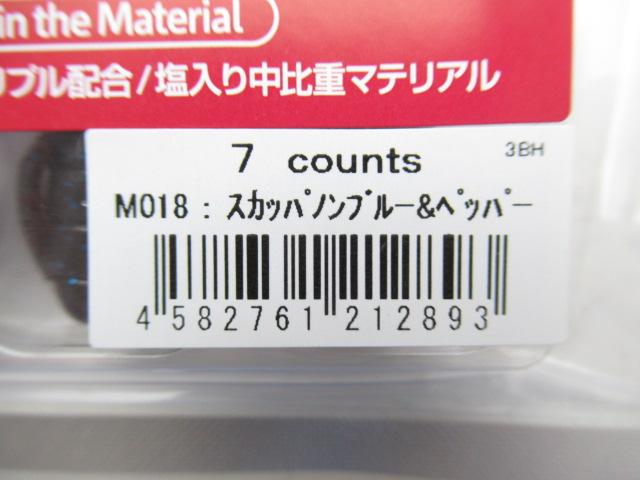 in the Material
ブル配合/塩入り中比重マテリアル
7 counts
3BH
M018 : ｽｶｯﾊﾟﾉﾝﾌﾞﾙｰ&ﾍﾟｯﾊﾟｰ
4 582761 212893